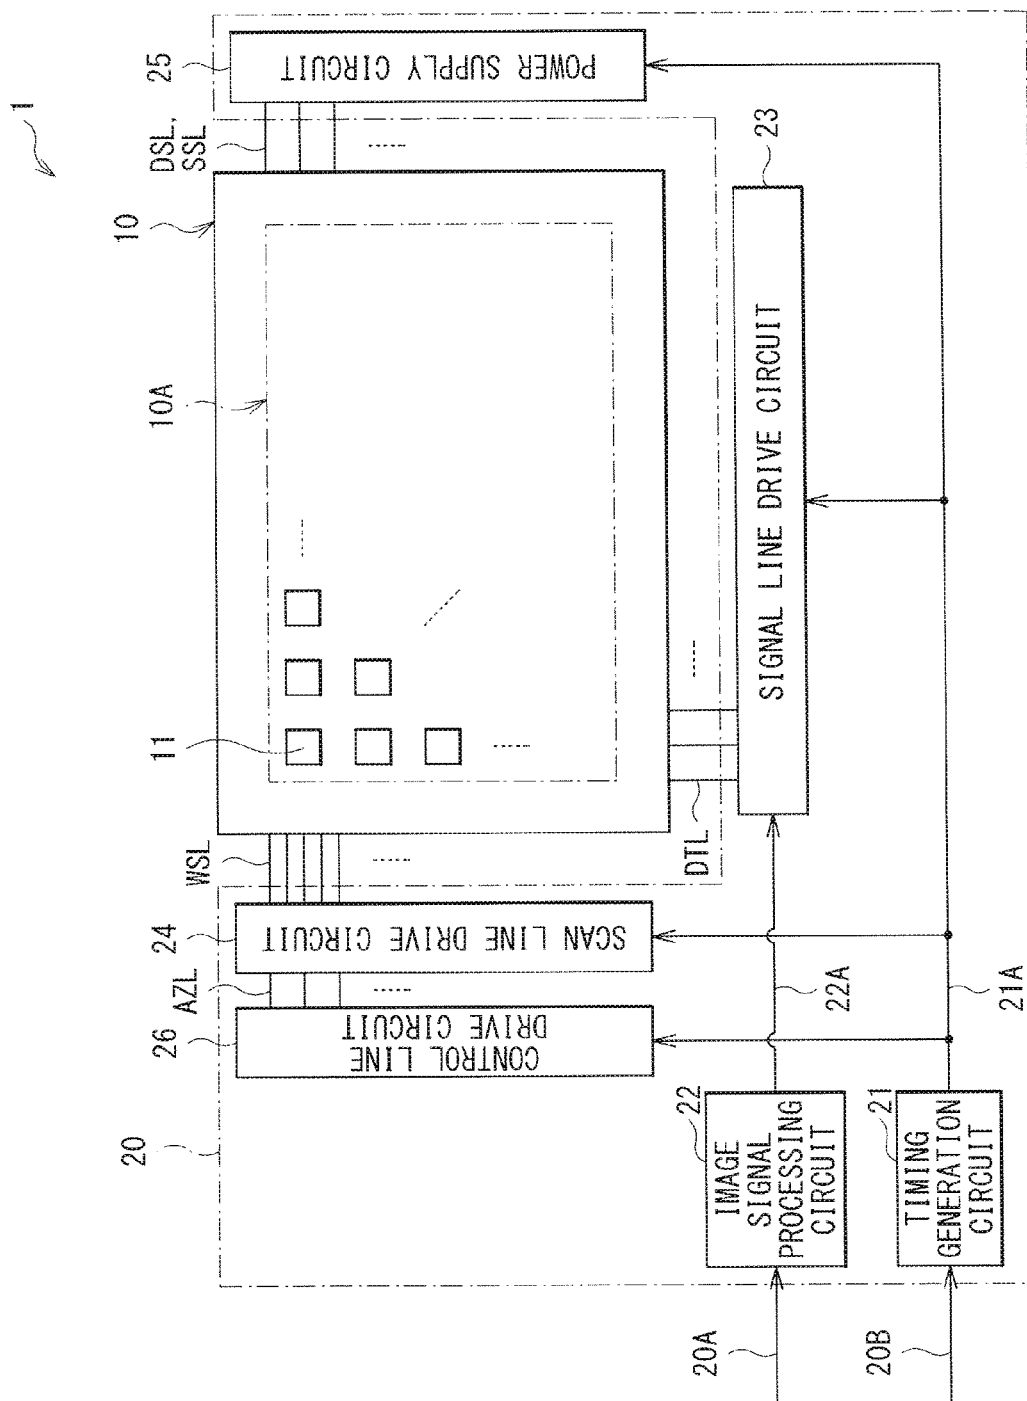 1
20
26
AZL
24
WSL
11
10A
10
DSL,
SSL
25
CONTROL LINE
DRIVE CIRCUIT
SCAN LINE DRIVE CIRCUIT
POWER SUPPLY CIRCUIT
DTL
23
SIGNAL LINE DRIVE CIRCUIT
20A
22
IMAGE
SIGNAL
PROCESSING
CIRCUIT
22A
20B
21
TIMING
GENERATION
CIRCUIT
21A